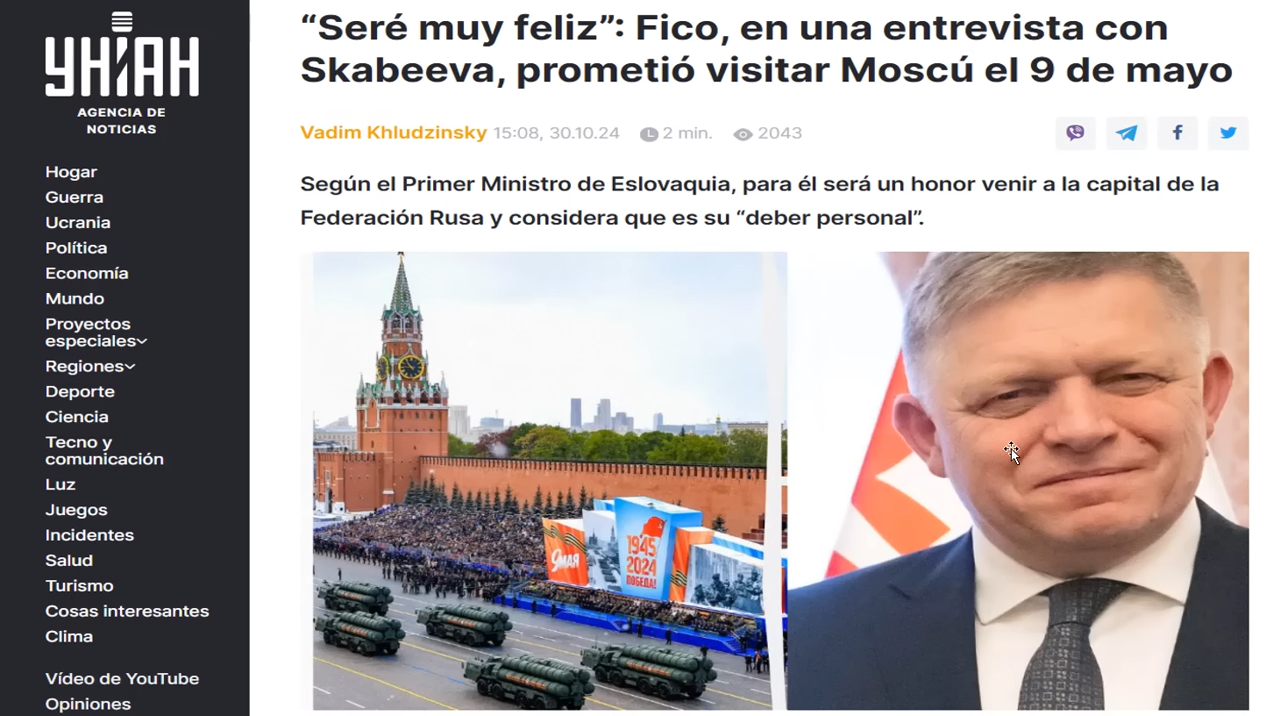 УНІАН
AGENCIA DE
NOTICIAS
Hogar
Guerra
Ucrania
Política
Economía
Mundo
Proyectos
especiales
Regiones
Deporte
Ciencia
Tecno y
comunicación
Luz
Juegos
Incidentes
Salud
Turismo
Cosas interesantes
Clima
Vídeo de YouTube
Opiniones
“Seré muy feliz”: Fico, en una entrevista con
Skabeeva, prometió visitar Moscú el 9 de mayo
Vadim Khludzinsky 15:08, 30.10.24 2 min. 2043
Según el Primer Ministro de Eslovaquia, para él será un honor venir a la capital de la
Federación Rusa y considera que es su “deber personal”.
9 МАЯ
1945
2024
ПОБЕДА!